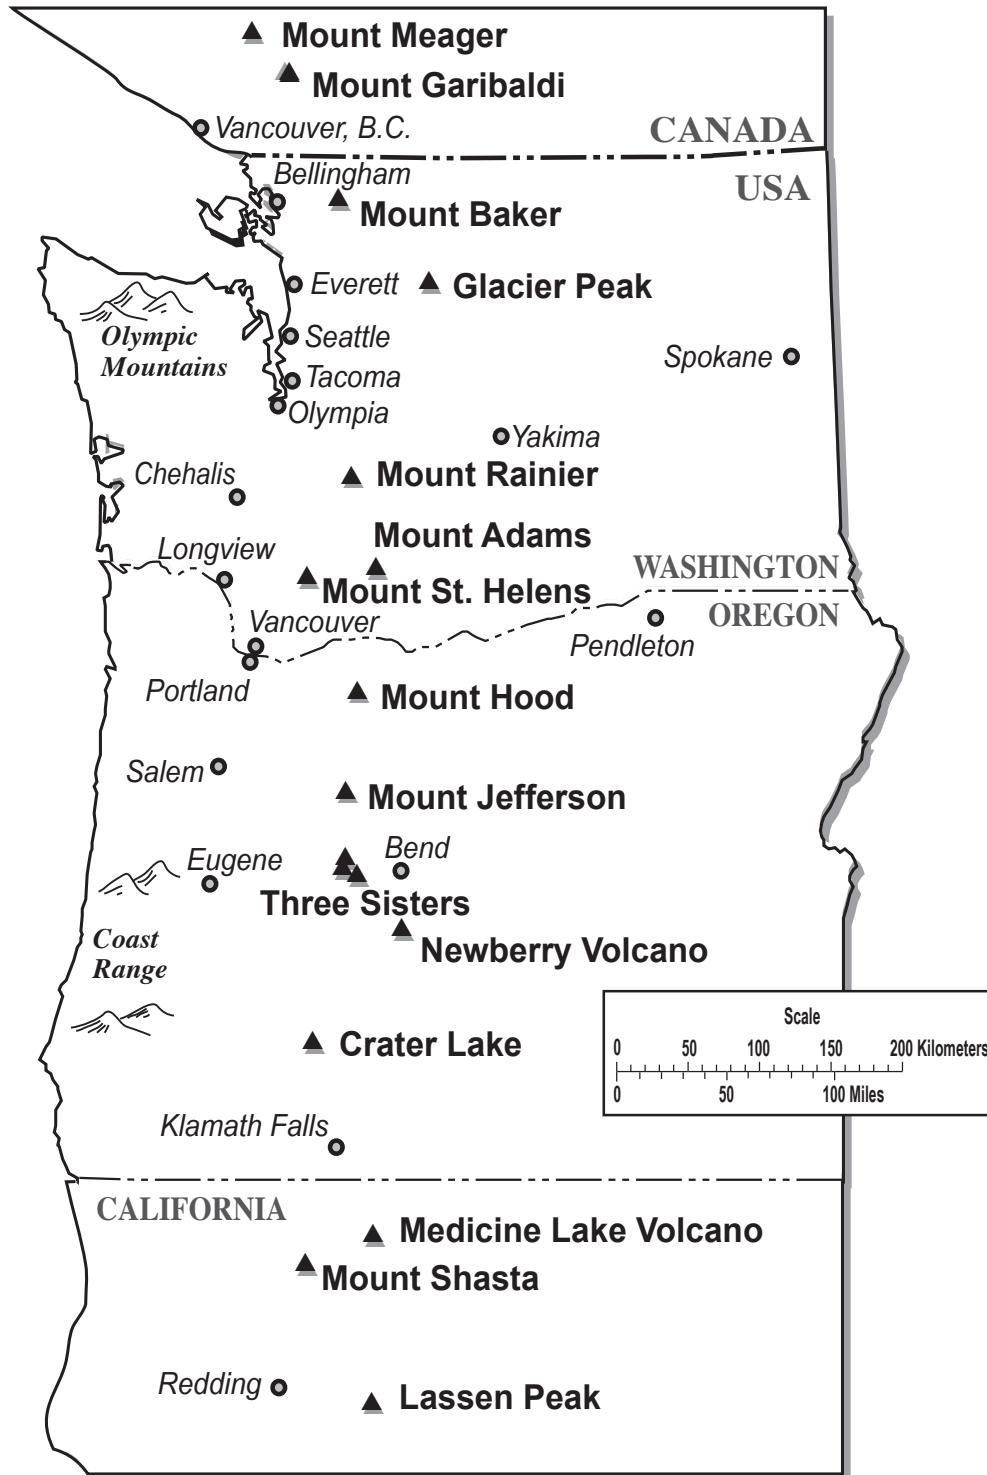 Mount Meager
Mount Garibaldi
Vancouver, B.C.
CANADA
Bellingham
USA
Mount Baker
Everett
Glacier Peak
Olympic
Mountains
Seattle
Spokane
Tacoma
Olympia
Yakima
Chehalis
Mount Rainier
Mount Adams
Longview
WASHINGTON
Mount St. Helens
OREGON
Vancouver
Pendleton
Portland
Mount Hood
Salem
Mount Jefferson
Bend
Eugene
Three Sisters
Coast
Range
Newberry Volcano
Scale
0 50 100 150 200 Kilometers
0 50 100 Miles
Crater Lake
Klamath Falls
CALIFORNIA
Medicine Lake Volcano
Mount Shasta
Redding
Lassen Peak